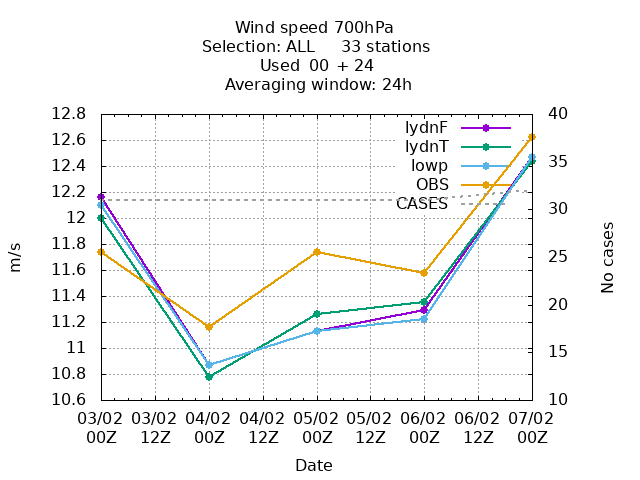 Wind speed 700hPa
Selection: ALL 33 stations
Used 00 + 24
Averaging window: 24h
12.8
12.6
12.4
12.2
12
11.8
11.6
11.4
11.2
11
10.8
10.6
m/s
40
35
30
25
20
15
10
No cases
lydnF
lydnT
lowp
OBS
CASES
03/02 03/02 04/02 04/02 05/02 05/02 06/02 06/02 07/02
00Z 12Z 00Z 12Z 00Z 12Z 00Z 12Z 00Z
Date